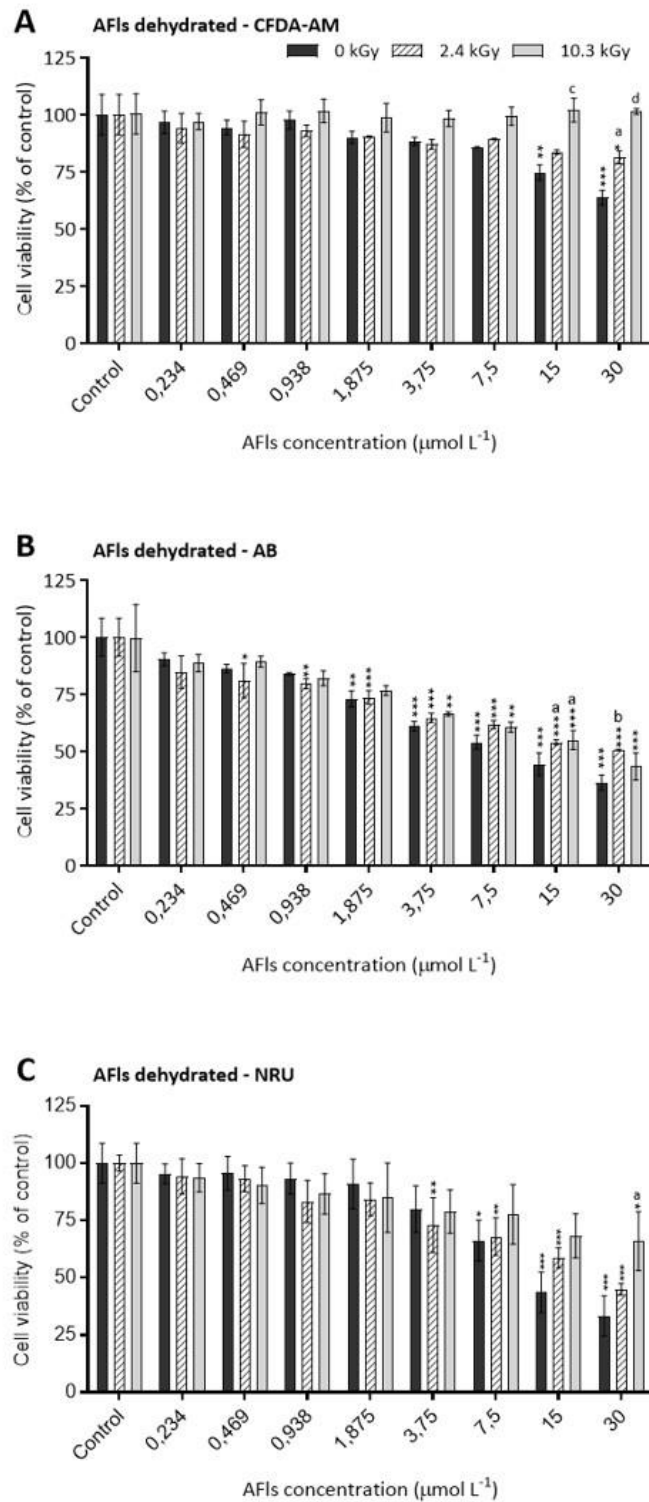 A
AFls dehydrated - CFDA-AM
0 kGy 2.4 kGy 10.3 kGy
Cell viability (% of control)
125
100
75
50
25
0
** c
*** a * d
Control 0,234 0,469 0,938 1,875 3,75 7,5 15 30
AFls concentration (µmol L⁻¹)
B
AFls dehydrated - AB
Cell viability (% of control)
125
100
75
50
25
0
* ** ** *** *** *** ** *** *** ** *** a *** a *** *** b *** ***
Control 0,234 0,469 0,938 1,875 3,75 7,5 15 30
AFls concentration (µmol L⁻¹)
C
AFls dehydrated - NRU
Cell viability (% of control)
125
100
75
50
25
0
** * ** *** *** *** *** a *
Control 0,234 0,469 0,938 1,875 3,75 7,5 15 30
AFls concentration (µmol L⁻¹)